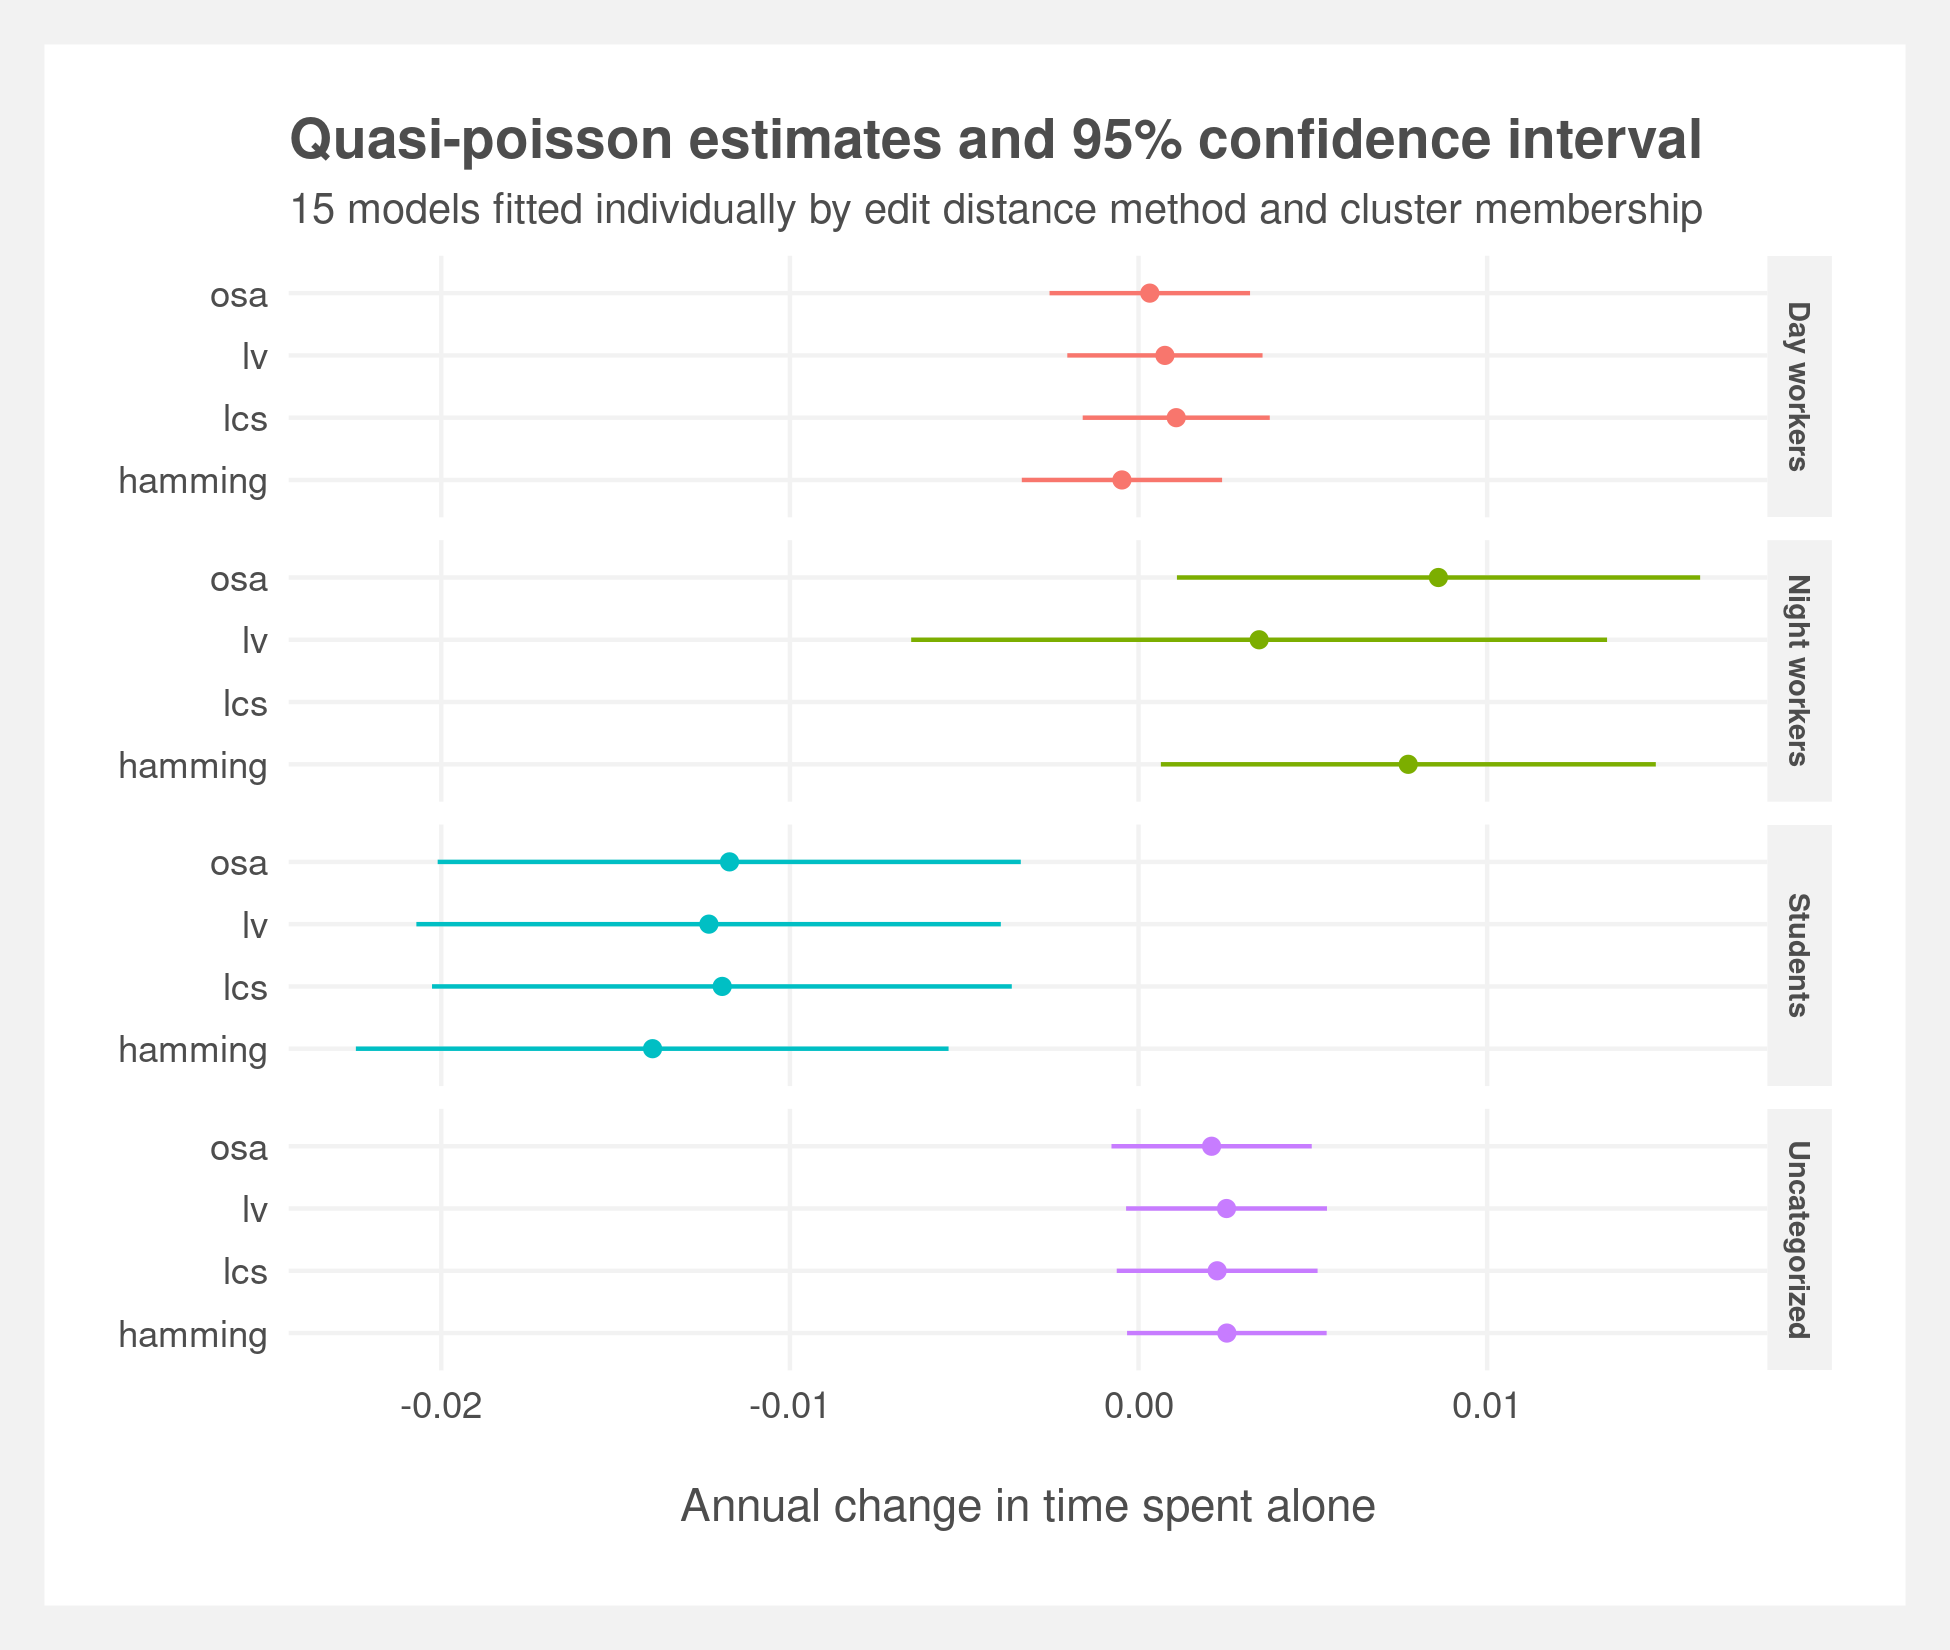 Quasi-poisson estimates and 95% confidence interval
15 models fitted individually by edit distance method and cluster membership
osa
lv
lcs
hamming
Day workers
osa
lv
lcs
hamming
Night workers
osa
lv
lcs
hamming
Students
osa
lv
lcs
hamming
Uncategorized
-0.02 -0.01 0.00 0.01
Annual change in time spent alone